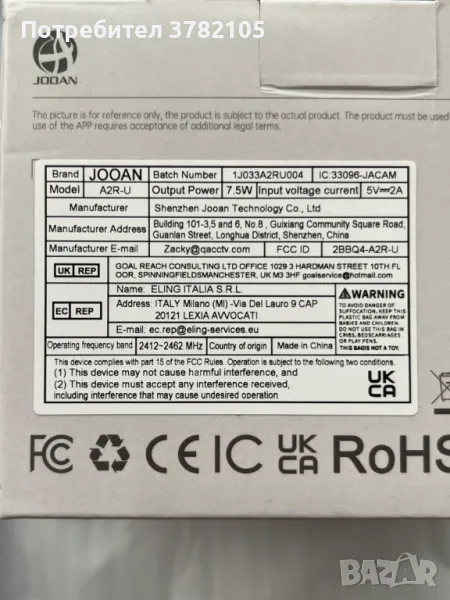 Потребител 3782105
JOOAN
The picture is for reference only, the product is subject to the actual product. The maximum
use of the APP requires acceptance of additional legal terms.
Brand JOOAN Batch Number 1J033A2RU004 IC:33096-JACAM
Model A2R-U Output Power 7.5W Input voltage current 5V⎓2A
Manufacturer Shenzhen Jooan Technology Co., Ltd
Manufacturer Address Building 101-3,5 and 6, No.8 , Guixiang Community Square Road,
Guanlan Street, Longhua District, Shenzhen, China
Manufacturer E-mail Zacky@qacctv.com FCC ID 2BBQ4-A2R-U
UK REP GOAL REACH CONSULTING LTD OFFICE 1029 3 HARDMAN STREET 10TH FL
OOR, SPINNINGFIELDSMANCHESTER, UK M3 3HF goalservice@hotmail.com
EC REP Name: ELING ITALIA S.R.L.
Address: ITALY Milano (MI) -Via Del Lauro 9 CAP
20121 LEXIA AVVOCATI
E-mail: ec.rep@eling-services.eu
WARNING
TO AVOID DANGER OF
SUFFOCATION, KEEP THIS
PLASTIC BAG AWAY FROM
BABIES AND CHILDREN.
DO NOT USE THIS BAG IN
CRIBS, BEDSCARRIAGES
OR PLAY PENS.
THIS BAG IS NOT A TOY.
Operating frequency band 2412~2462 MHz Country of origin Made in China
This device complies with part 15 of the FCC Rules. Operation is subject to the following two conditions.
(1) This device may not cause harmful interference, and
(2) This device must accept any interference received,
including interference that may cause undesired operation
UK
CA
FC CE IC UK
CA RoHS
BAZAR.bg